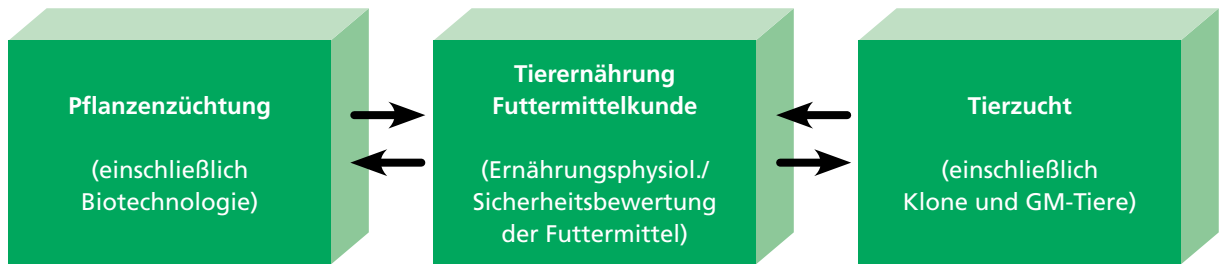 Pflanzenzüchtung
(einschließlich
Biotechnologie)
Tierernährung
Futtermittelkunde
(Ernährungsphysiol./
Sicherheitsbewertung
der Futtermittel)
Tierzucht
(einschließlich
Klone und GM-Tiere)